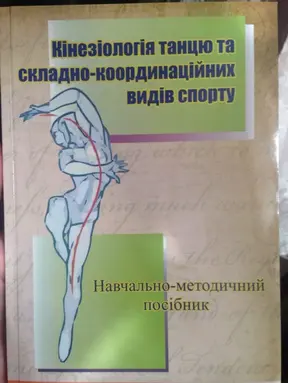 Кінезіологія танцю та
складно-координаційних
видів спорту
Навчально-методичний
посібник